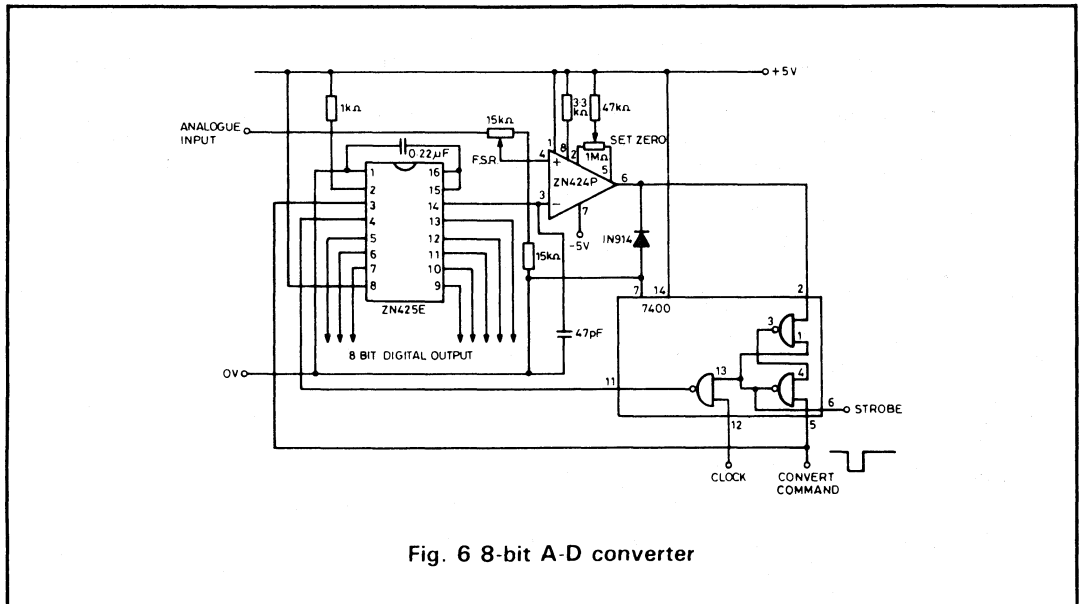 +5V
1kΩ
3.3
kΩ
47kΩ
15kΩ
ANALOGUE
INPUT
SET ZERO
0.22µF
F.S.R.
1MΩ
1
8
2
5
4
+
ZN424P
6
3
−
7
-5V
1 16
2 15
3 14
4 13
5 12
6 11
7 10
8 9
ZN425E
IN914
15kΩ
7 14
7400
2
3
1
47pF
8 BIT DIGITAL OUTPUT
0V
11
13
4
6
STROBE
12
5
CLOCK
CONVERT
COMMAND
Fig. 6 8-bit A-D converter